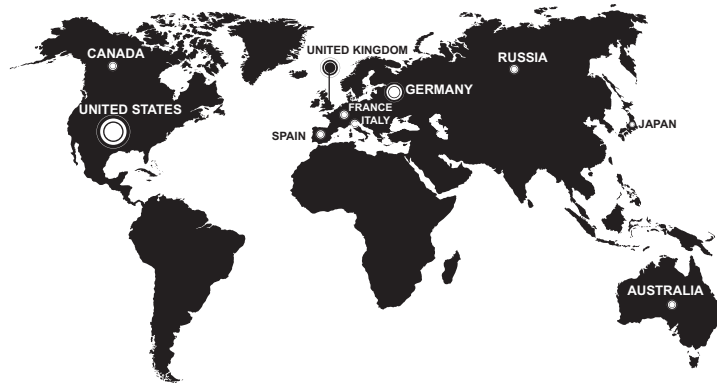 CANADA
UNITED STATES
UNITED KINGDOM
GERMANY
FRANCE
ITALY
SPAIN
RUSSIA
JAPAN
AUSTRALIA